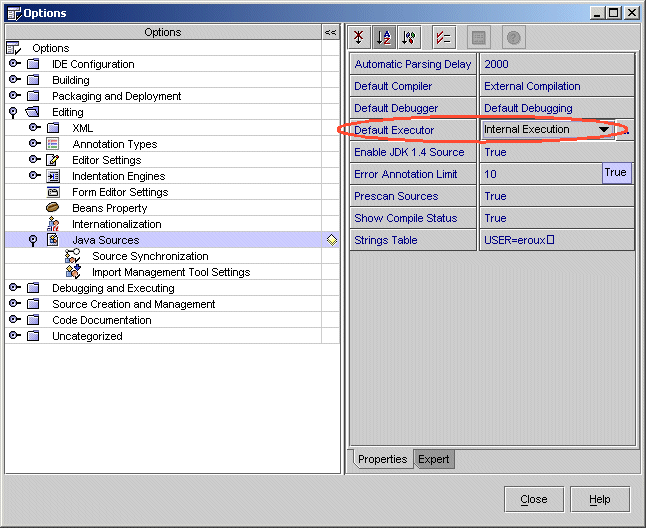 Options
Options
<<
Options
IDE Configuration
Building
Packaging and Deployment
Editing
XML
Annotation Types
Editor Settings
Indentation Engines
Form Editor Settings
Beans Property
Internationalization
Java Sources
Source Synchronization
Import Management Tool Settings
Debugging and Executing
Source Creation and Management
Code Documentation
Uncategorized
Automatic Parsing Delay 2000
Default Compiler External Compilation
Default Debugger Default Debugging
Default Executor Internal Execution ...
Enable JDK 1.4 Source True
Error Annotation Limit 10 True
Prescan Sources True
Show Compile Status True
Strings Table USER=eroux
Properties Expert
Close Help